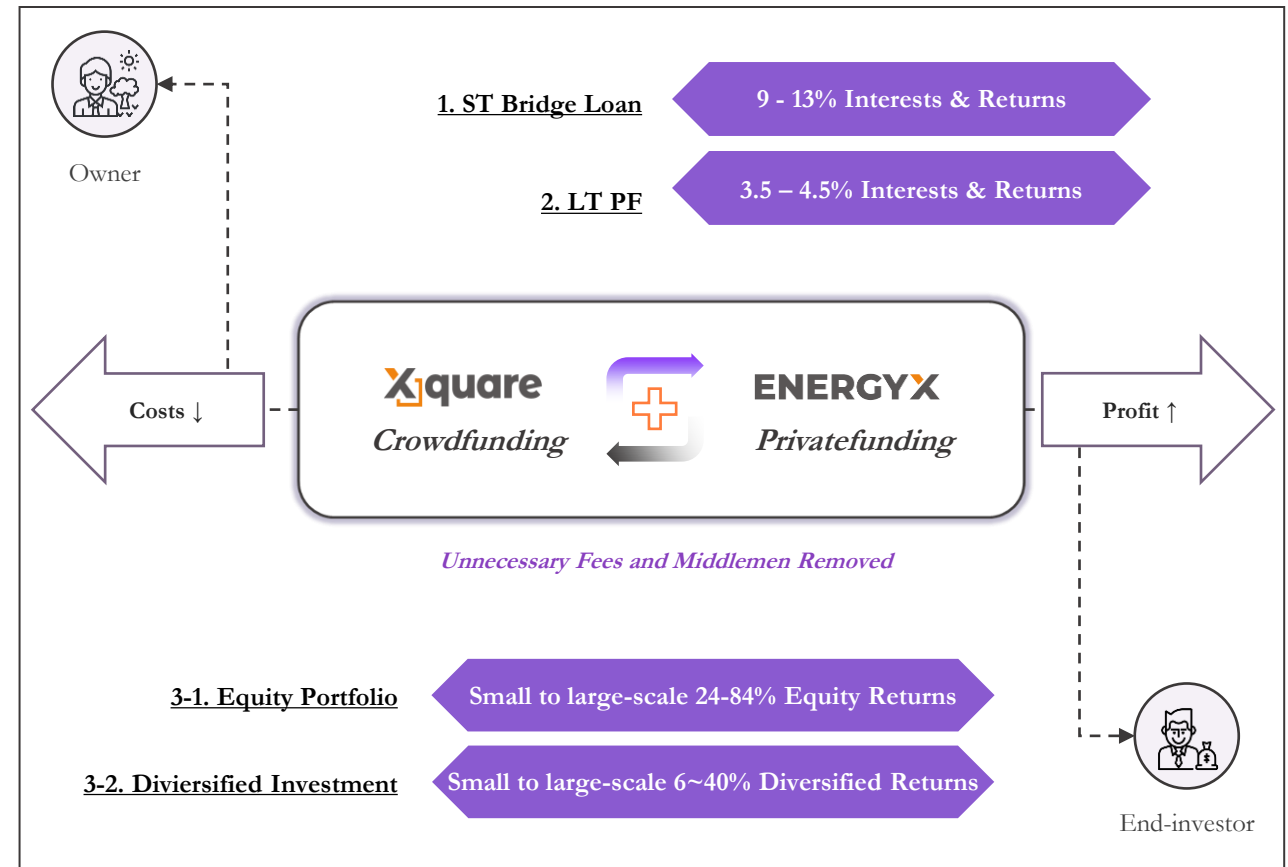 1. ST Bridge Loan
9 - 13% Interests & Returns
Owner
2. LT PF
3.5 – 4.5% Interests & Returns
Costs ↓
Xquare
Crowdfunding
ENERGYX
Privatefunding
Profit ↑
Unnecessary Fees and Middlemen Removed
3-1. Equity Portfolio
Small to large-scale 24-84% Equity Returns
3-2. Diviersified Investment
Small to large-scale 6~40% Diversified Returns
End-investor